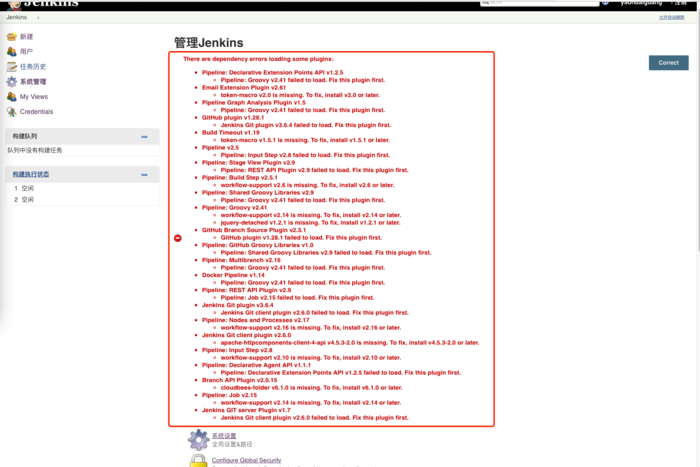 Jenkins
yaohuaiguang
注销
Jenkins
允许自动刷新
新建
用户
任务历史
系统管理
My Views
Credentials
构建队列
队列中没有构建任务
构建执行状态
1 空闲
2 空闲
管理Jenkins
There are dependency errors loading some plugins:
Correct
Pipeline: Declarative Extension Points API v1.2.5
Pipeline: Groovy v2.41 failed to load. Fix this plugin first.
Email Extension Plugin v2.61
token-macro v2.0 is missing. To fix, install v2.0 or later.
Pipeline Graph Analysis Plugin v1.5
Pipeline: Groovy v2.41 failed to load. Fix this plugin first.
GitHub plugin v1.28.1
Jenkins Git plugin v3.6.4 failed to load. Fix this plugin first.
Build Timeout v1.19
token-macro v1.5.1 is missing. To fix, install v1.5.1 or later.
Pipeline v2.5
Pipeline: Input Step v2.8 failed to load. Fix this plugin first.
Pipeline: Stage View Plugin v2.9
Pipeline: REST API Plugin v2.9 failed to load. Fix this plugin first.
Pipeline: Build Step v2.5.1
workflow-support v2.6 is missing. To fix, install v2.6 or later.
Pipeline: Shared Groovy Libraries v2.9
Pipeline: Groovy v2.41 failed to load. Fix this plugin first.
Pipeline: Groovy v2.41
workflow-support v2.14 is missing. To fix, install v2.14 or later.
jquery-detached v1.2.1 is missing. To fix, install v1.2.1 or later.
GitHub Branch Source Plugin v2.3.1
GitHub plugin v1.28.1 failed to load. Fix this plugin first.
Pipeline: GitHub Groovy Libraries v1.0
Pipeline: Shared Groovy Libraries v2.9 failed to load. Fix this plugin first.
Pipeline: Multibranch v2.16
Pipeline: Groovy v2.41 failed to load. Fix this plugin first.
Docker Pipeline v1.14
Pipeline: Groovy v2.41 failed to load. Fix this plugin first.
Pipeline: REST API Plugin v2.9
Pipeline: Job v2.15 failed to load. Fix this plugin first.
Jenkins Git plugin v3.6.4
Jenkins Git client plugin v2.6.0 failed to load. Fix this plugin first.
Pipeline: Nodes and Processes v2.17
workflow-support v2.16 is missing. To fix, install v2.16 or later.
Jenkins Git client plugin v2.6.0
apache-httpcomponents-client-4-api v4.5.3-2.0 is missing. To fix, install v4.5.3-2.0 or later.
Pipeline: Input Step v2.8
workflow-support v2.10 is missing. To fix, install v2.10 or later.
Pipeline: Declarative Agent API v1.1.1
Pipeline: Declarative Extension Points API v1.2.5 failed to load. Fix this plugin first.
Branch API Plugin v2.0.15
cloudbees-folder v6.1.0 is missing. To fix, install v6.1.0 or later.
Pipeline: Job v2.15
workflow-support v2.14 is missing. To fix, install v2.14 or later.
Jenkins GIT server Plugin v1.7
Jenkins Git client plugin v2.6.0 failed to load. Fix this plugin first.
系统设置
全局设置&路径
Configure Global Security